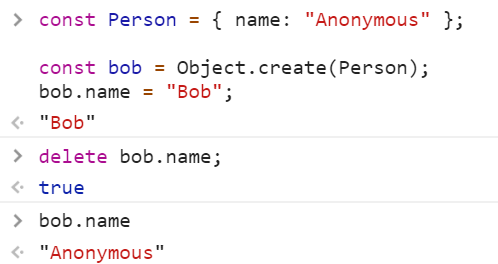 > const Person = { name: "Anonymous" };
const bob = Object.create(Person);
bob.name = "Bob";
<· "Bob"
> delete bob.name;
<· true
> bob.name
<· "Anonymous"